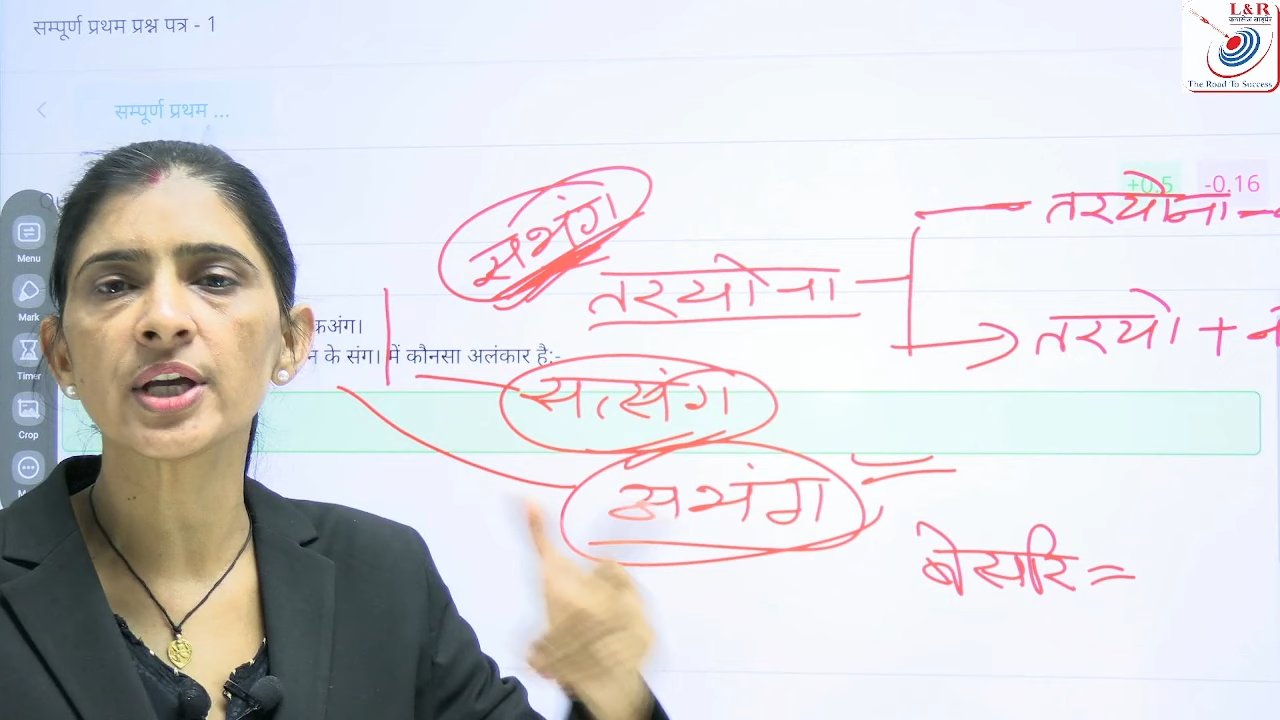 सम्पूर्ण प्रथम प्रश्न पत्र - 1
L&R
The Road To Success
सम्पूर्ण प्रथम ...
+0.5 -0.16
सभंग
तरयोना
तरयोना
तरयो +
Menu
Mark
Timer
Crop
कअंग।
के संग। में कौनसा अलंकार है:-
सत्संग
अभंग
बेसरि =